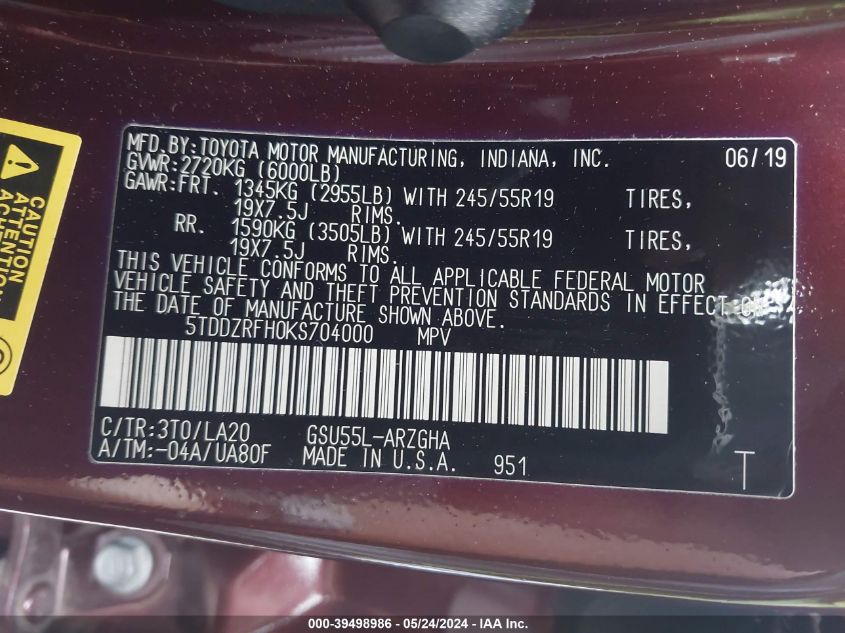 MFD.BY:TOYOTA MOTOR MANUFACTURING, INDIANA, INC. 06/19
GVWR:2720KG (6000LB)
GAWR:FRT. 1345KG (2955LB) WITH 245/55R19 TIRES,
19X7.5J RIMS.
RR. 1590KG (3505LB) WITH 245/55R19 TIRES,
19X7.5J RIMS.
THIS VEHICLE CONFORMS TO ALL APPLICABLE FEDERAL MOTOR
VEHICLE SAFETY AND THEFT PREVENTION STANDARDS IN EFFECT ON
THE DATE OF MANUFACTURE SHOWN ABOVE.
5TDDZRFH0KS704000 MPV
C/TR:3T0/LA20 GSU55L-ARZGHA
A/TM:-04A/UA80F MADE IN U.S.A. 951 T
CAUTION
ATTENTION
000-39498986 - 05/24/2024 - IAA Inc.